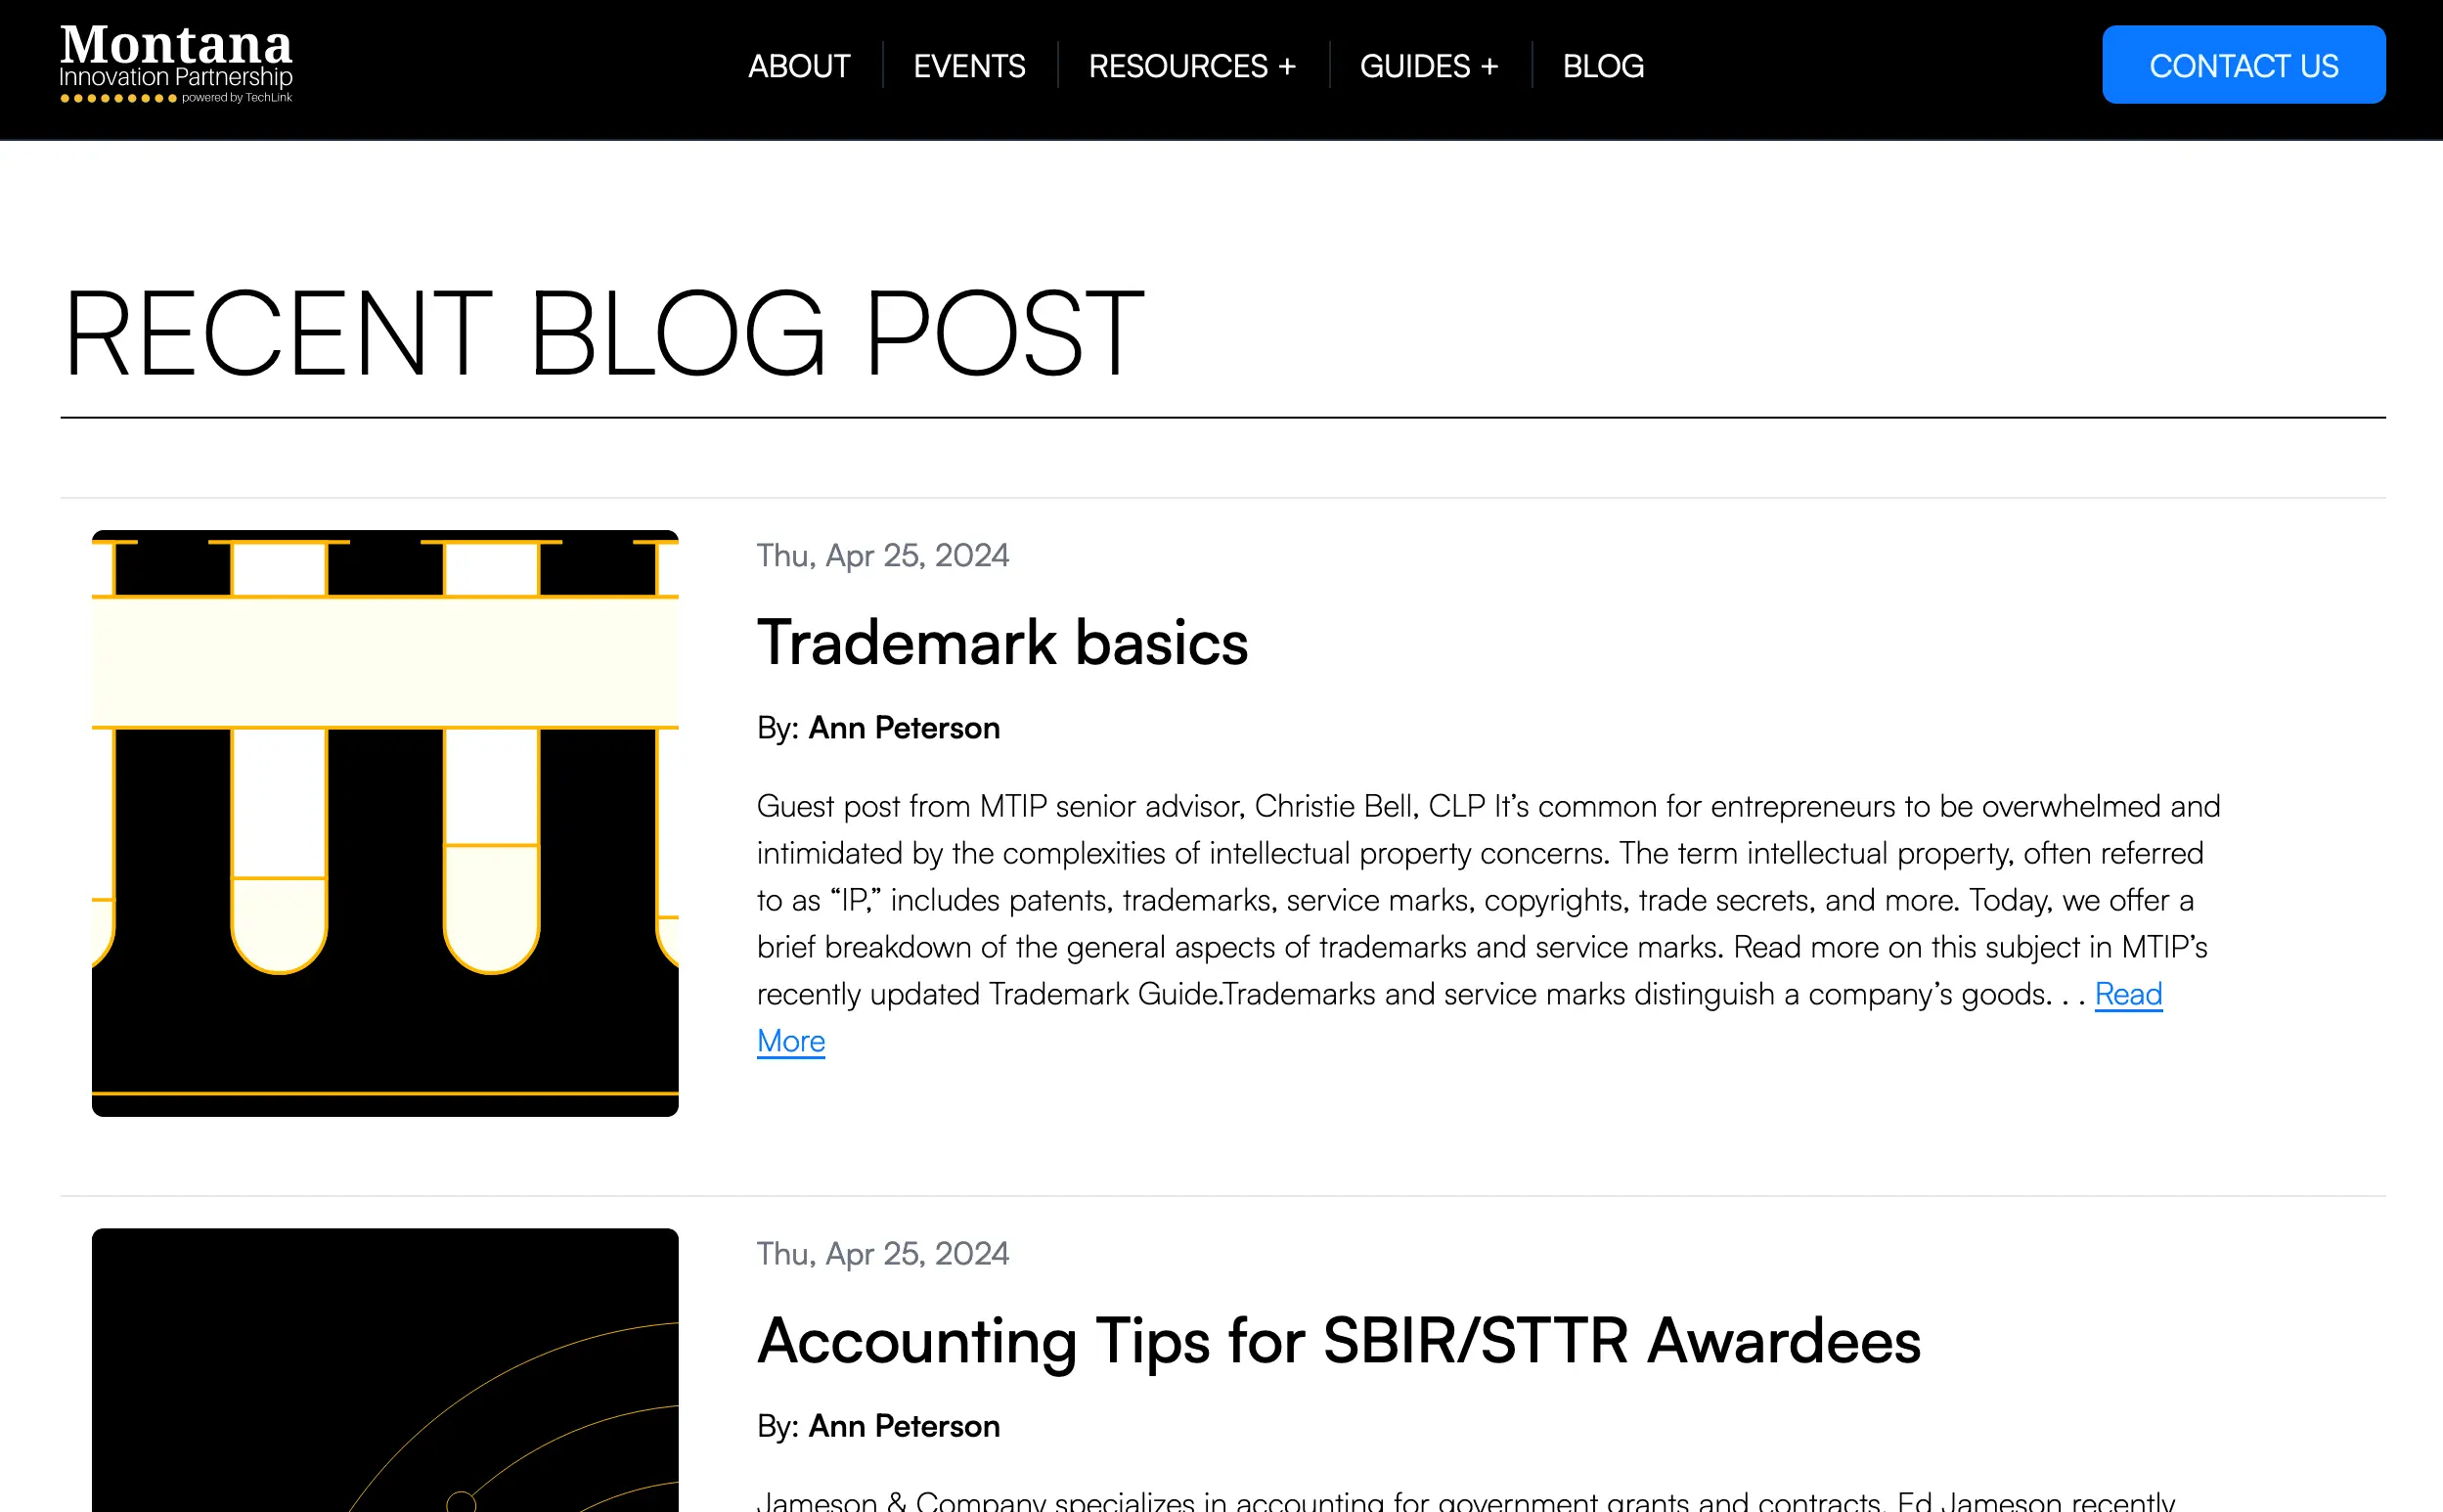 Montana
Innovation Partnership
powered by TechLink
ABOUT
EVENTS
RESOURCES +
GUIDES +
BLOG
CONTACT US
RECENT BLOG POST
Thu, Apr 25, 2024
Trademark basics
By: Ann Peterson
Guest post from MTIP senior advisor, Christie Bell, CLP It’s common for entrepreneurs to be overwhelmed and
intimidated by the complexities of intellectual property concerns. The term intellectual property, often referred
to as “IP,” includes patents, trademarks, service marks, copyrights, trade secrets, and more. Today, we offer a
brief breakdown of the general aspects of trademarks and service marks. Read more on this subject in MTIP’s
recently updated Trademark Guide.Trademarks and service marks distinguish a company’s goods. . . Read
More
Thu, Apr 25, 2024
Accounting Tips for SBIR/STTR Awardees
By: Ann Peterson
Jameson & Company specializes in accounting for government grants and contracts. Ed Jameson recently